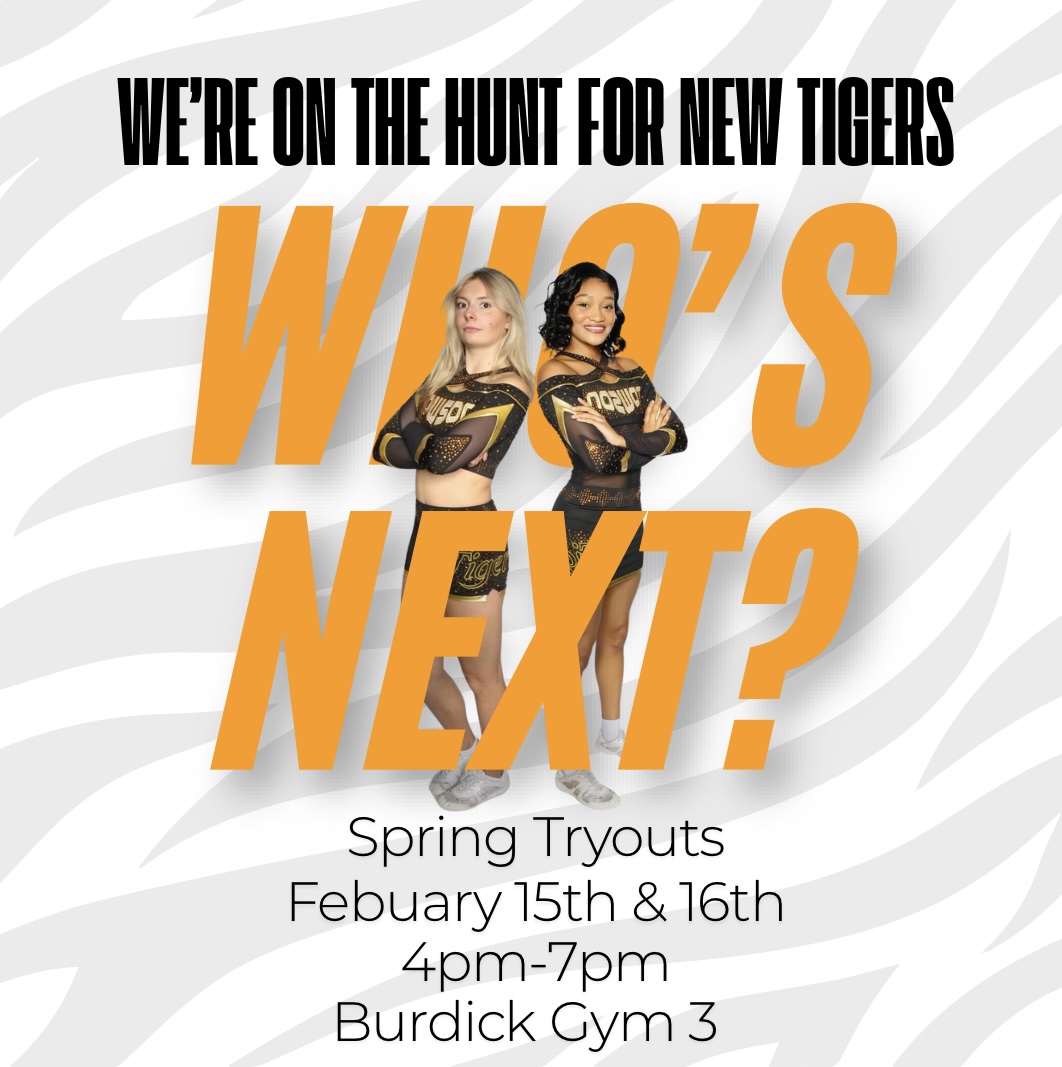 WE'RE ON THE HUNT FOR NEW TIGERS
WHO'S
NEXT?
Spring Tryouts
Febuary 15th & 16th
4pm-7pm
Burdick Gym 3